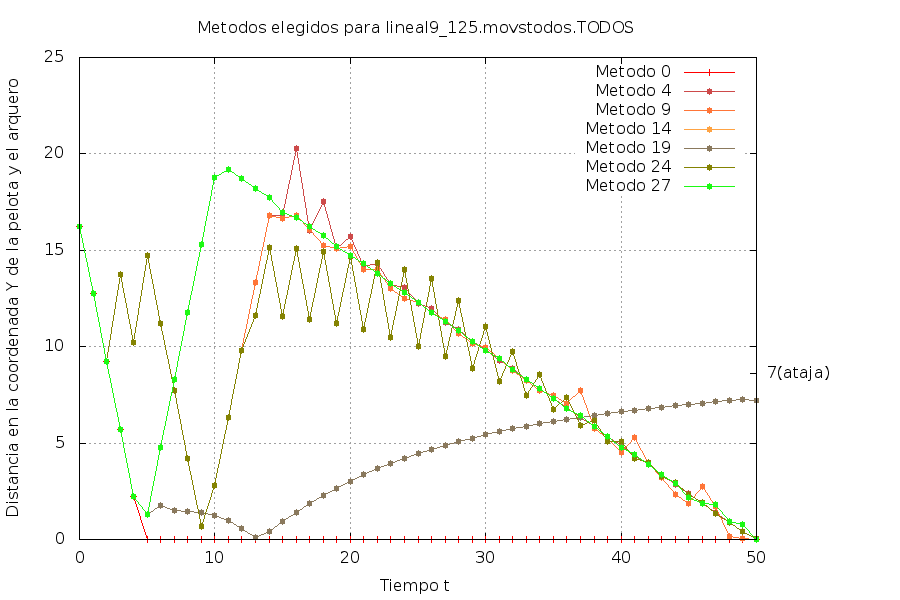 Metodos elegidos para lineal9_125.movstodos.TODOS
Distancia en la coordenada Y de la pelota y el arquero
25
20
15
10
5
0
Metodo 0
Metodo 4
Metodo 9
Metodo 14
Metodo 19
Metodo 24
Metodo 27
7(ataja)
0
10
20
30
40
50
Tiempo t